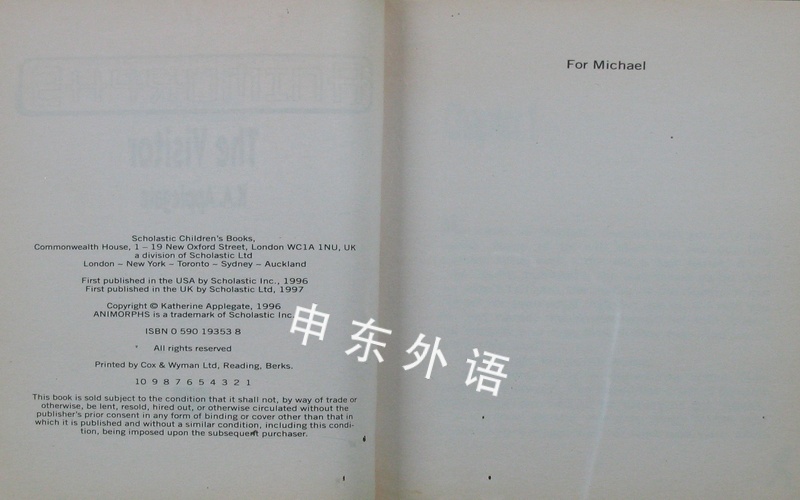 Scholastic Children's Books,
Commonwealth House, 1 – 19 New Oxford Street, London WC1A 1NU, UK
a division of Scholastic Ltd
London – New York – Toronto – Sydney – Auckland
First published in the USA by Scholastic Inc., 1996
First published in the UK by Scholastic Ltd, 1997
Copyright © Katherine Applegate, 1996
ANIMORPHS is a trademark of Scholastic Inc.
ISBN 0 590 19353 8
All rights reserved
Printed by Cox & Wyman Ltd, Reading, Berks.
10 9 8 7 6 5 4 3 2 1
This book is sold subject to the condition that it shall not, by way of trade or
otherwise, be lent, resold, hired out, or otherwise circulated without the
publisher's prior consent in any form of binding or cover other than that in
which it is published and without a similar condition, including this condi-
tion, being imposed upon the subsequent purchaser.
For Michael
The Visitor
K.A. Applegate
申东外语